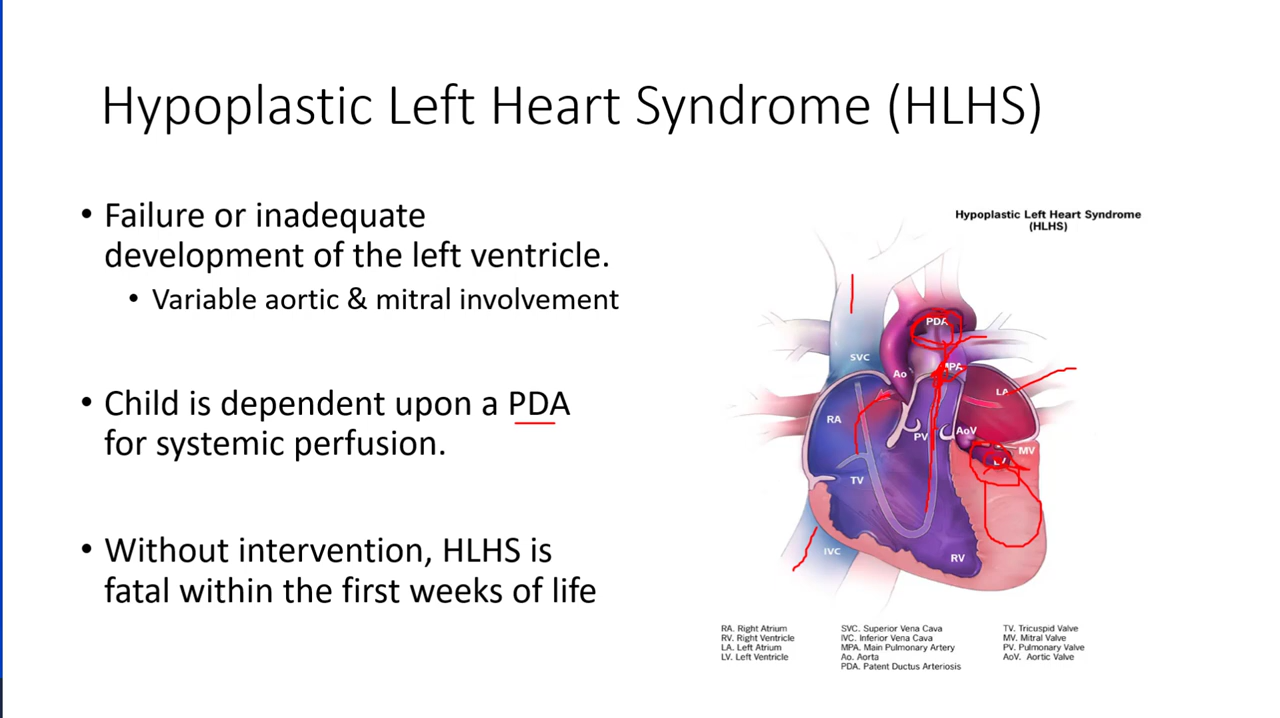 Hypoplastic Left Heart Syndrome (HLHS)
• Failure or inadequate
development of the left ventricle.
• Variable aortic & mitral involvement
• Child is dependent upon a PDA
for systemic perfusion.
• Without intervention, HLHS is
fatal within the first weeks of life
Hypoplastic Left Heart Syndrome
(HLHS)
PDA
SVC
Ao
MPA
LA
RA
PV
AoV
MV
LV
TV
IVC
RV
RA. Right Atrium
RV. Right Ventricle
LA. Left Atrium
LV. Left Ventricle
SVC. Superior Vena Cava
IVC. Inferior Vena Cava
MPA. Main Pulmonary Artery
Ao. Aorta
PDA. Patent Ductus Arteriosis
TV. Tricuspid Valve
MV. Mitral Valve
PV. Pulmonary Valve
AoV. Aortic Valve